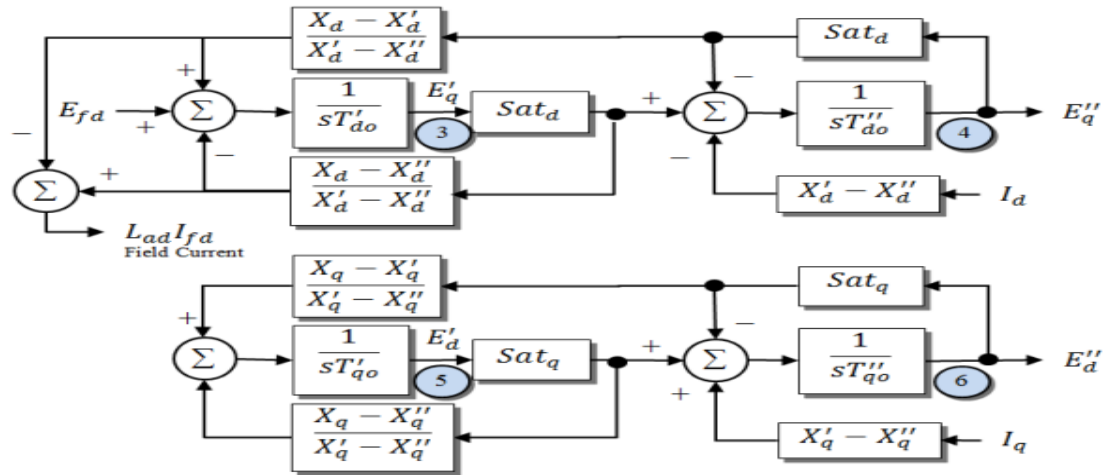 X_d − X'_d
X'_d − X''_d
Sat_d
+
−
E_fd
+
Σ
1
sT'_do
E'_q
3
Sat_d
+
Σ
1
sT''_do
4
E''_q
−
−
−
X_d − X''_d
X'_d − X''_d
X'_d − X''_d
I_d
Σ
+
L_ad I_fd
Field Current
X_q − X'_q
X'_q − X''_q
Sat_q
+
−
Σ
1
sT'_qo
E'_d
5
Sat_q
+
Σ
1
sT''_qo
6
E''_d
+
X_q − X''_q
X'_q − X''_q
X'_q − X''_q
I_q